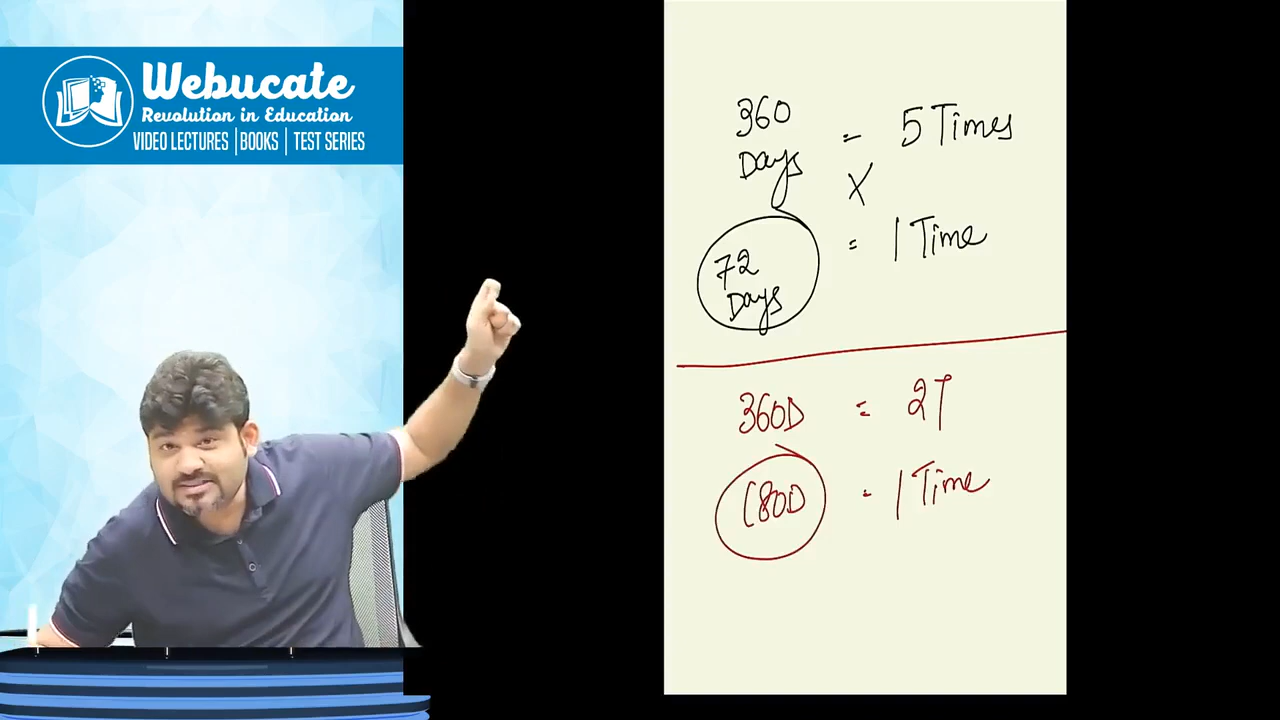 Webucate
Revolution in Education
VIDEO LECTURES | BOOKS | TEST SERIES
360
Days = 5 Times
X
72
Days = 1 Time
360D = 2T
180D = 1 Time